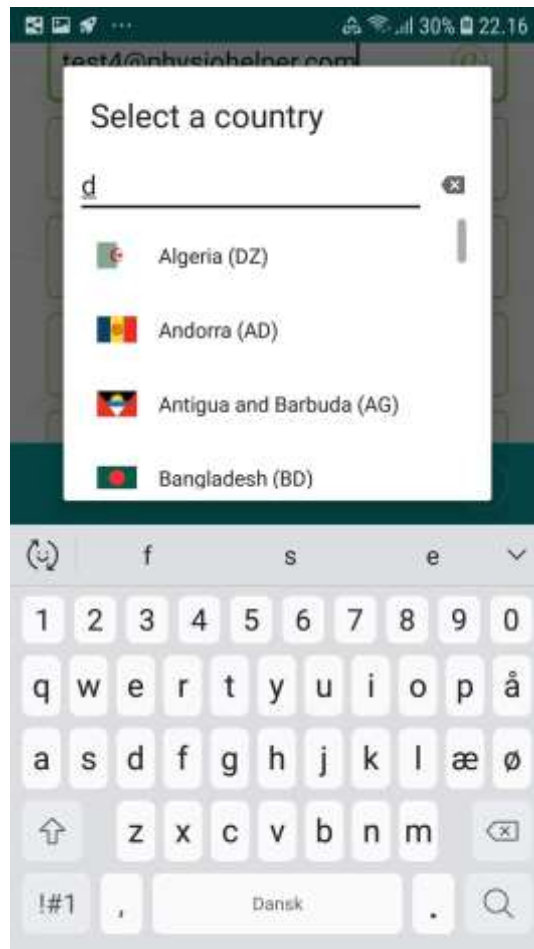 30% 22.16
test4@physiohelper.com
Select a country
d
Algeria (DZ)
Andorra (AD)
Antigua and Barbuda (AG)
Bangladesh (BD)
f s e
1 2 3 4 5 6 7 8 9 0
q w e r t y u i o p å
a s d f g h j k l æ ø
z x c v b n m
!#1 , Dansk .